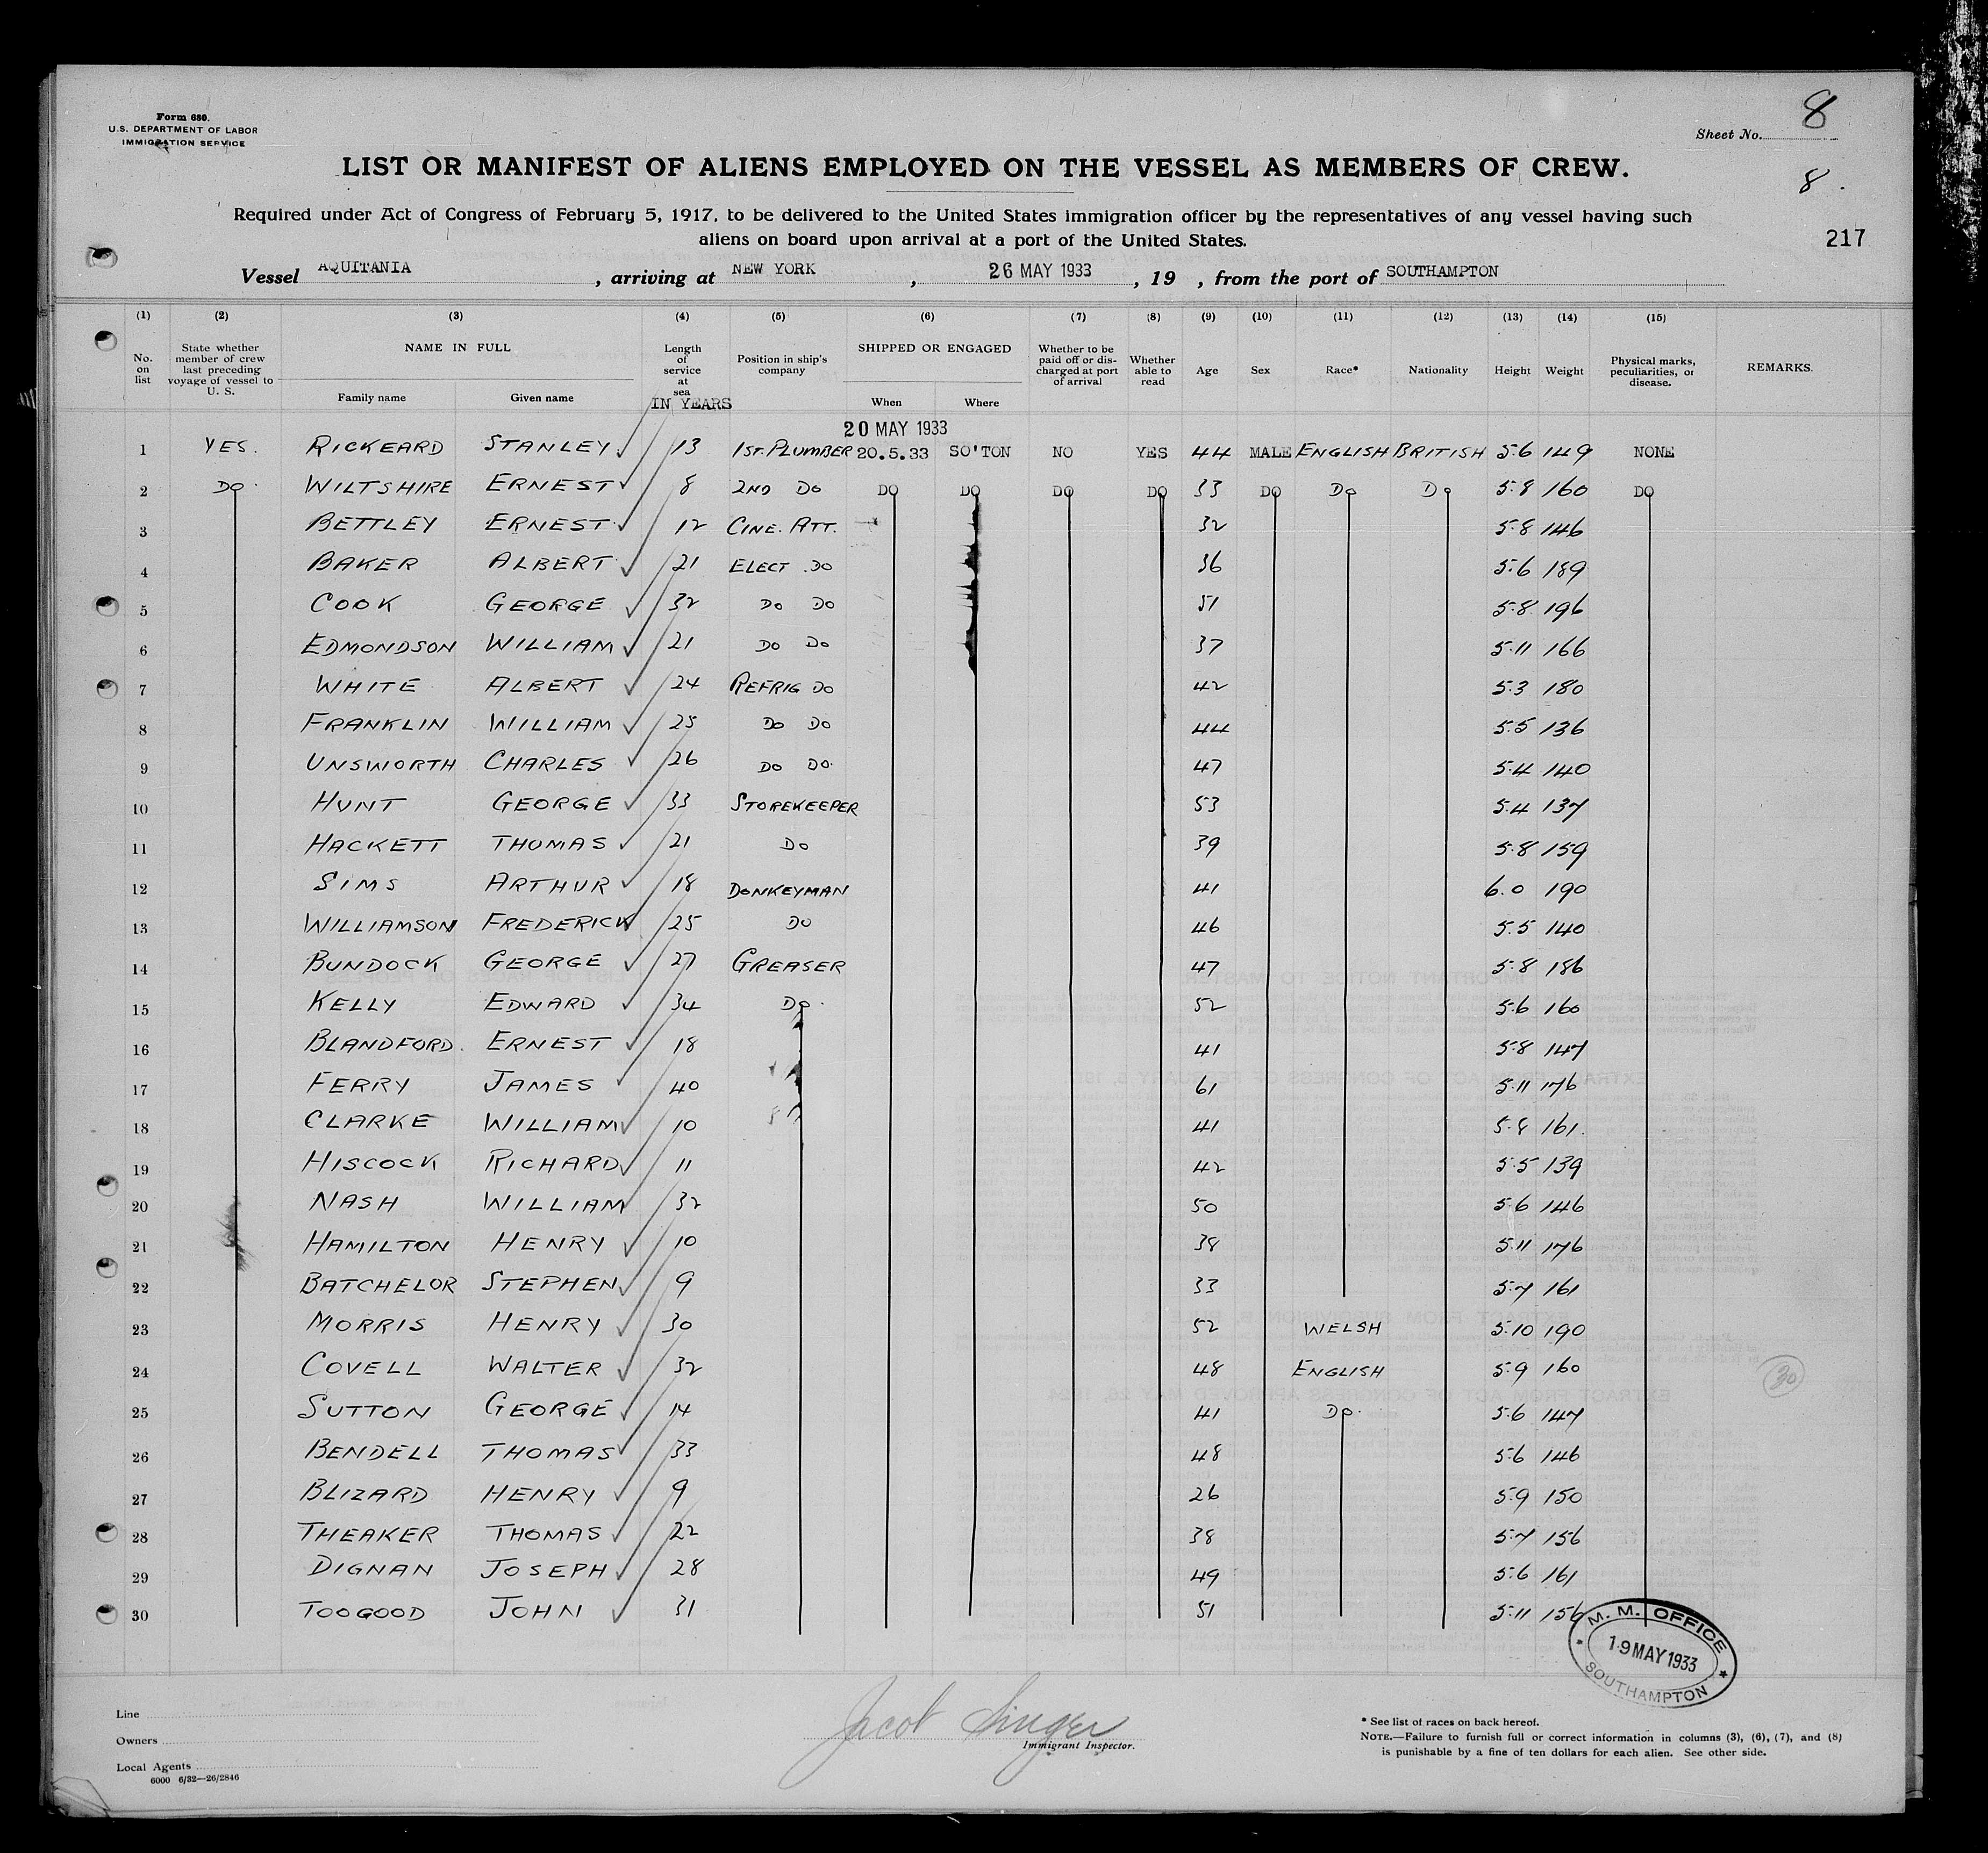 Form 680.
U.S. DEPARTMENT OF LABOR
IMMIGRATION SERVICE
Sheet No. 8
8.
217
LIST OR MANIFEST OF ALIENS EMPLOYED ON THE VESSEL AS MEMBERS OF CREW.
Required under Act of Congress of February 5, 1917, to be delivered to the United States immigration officer by the representatives of any vessel having such
aliens on board upon arrival at a port of the United States.
Vessel AQUITANIA, arriving at NEW YORK, 26 MAY 1933, 19 , from the port of SOUTHAMPTON
(1) (2) (3) (4) (5) (6) (7) (8) (9) (10) (11) (12) (13) (14) (15)
No. on list
State whether member of crew last preceding voyage of vessel to U. S.
NAME IN FULL
Family name Given name
Length of service at sea
IN YEARS
Position in ship's company
SHIPPED OR ENGAGED
When Where
Whether to be paid off or discharged at port of arrival
Whether able to read
Age Sex Race* Nationality Height Weight
Physical marks, peculiarities, or disease.
REMARKS.
20 MAY 1933
1 YES. RICKEARD STANLEY 13 1ST. PLUMBER 20.5.33 SO'TON NO YES 44 MALE ENGLISH BRITISH 5.6 149 NONE
2 DO. WILTSHIRE ERNEST 8 2ND DO DO DO DO DO 33 DO DO DO 5.8 160 DO
3 BETTLEY ERNEST 12 CINE. ATT. 32 5.8 146
4 BAKER ALBERT 21 ELECT. DO 36 5.6 189
5 COOK GEORGE 32 DO DO 51 5.8 196
6 EDMONDSON WILLIAM 21 DO DO 37 5.11 166
7 WHITE ALBERT 24 REFRIG DO 42 5.3 180
8 FRANKLIN WILLIAM 25 DO DO 44 5.5 136
9 UNSWORTH CHARLES 26 DO DO. 47 5.4 140
10 HUNT GEORGE 33 STOREKEEPER 53 5.4 137
11 HACKETT THOMAS 21 DO 39 5.8 159
12 SIMS ARTHUR 18 DONKEYMAN 41 6.0 190
13 WILLIAMSON FREDERICK 25 DO 46 5.5 140
14 BUNDOCK GEORGE 27 GREASER 47 5.8 186
15 KELLY EDWARD 34 DO. 52 5.6 160
16 BLANDFORD. ERNEST 18 41 5.8 147
17 FERRY JAMES 40 61 5.11 176
18 CLARKE WILLIAM 10 41 5.8 161.
19 HISCOCK RICHARD 11 42 5.5 139
20 NASH WILLIAM 32 50 5.6 146
21 HAMILTON HENRY 10 38 5.11 176
22 BATCHELOR STEPHEN 9 33 5.7 161
23 MORRIS HENRY 30 52 WELSH 5.10 190
24 COVELL WALTER 32 48 ENGLISH 5.9 160
30
25 SUTTON GEORGE 14 41 DO. 5.6 147
26 BENDELL THOMAS 33 48 5.6 146
27 BLIZARD HENRY 9 26 5.9 150
28 THEAKER THOMAS 22 38 5.7 156
29 DIGNAN JOSEPH 28 49 5.6 161
30 TOOGOOD JOHN 31 51 5.11 156
M. M. OFFICE
19 MAY 1933
SOUTHAMPTON
Line
Owners
Local Agents
6000 6/32—26/2846
Jacob Singer
Immigrant Inspector.
* See list of races on back hereof.
NOTE.—Failure to furnish full or correct information in columns (3), (6), (7), and (8)
is punishable by a fine of ten dollars for each alien. See other side.